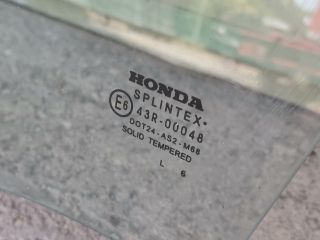 HONDA
SPLINTEX·
E6 43R-00048
DOT24·AS2·M68
SOLID TEMPERED
L 6